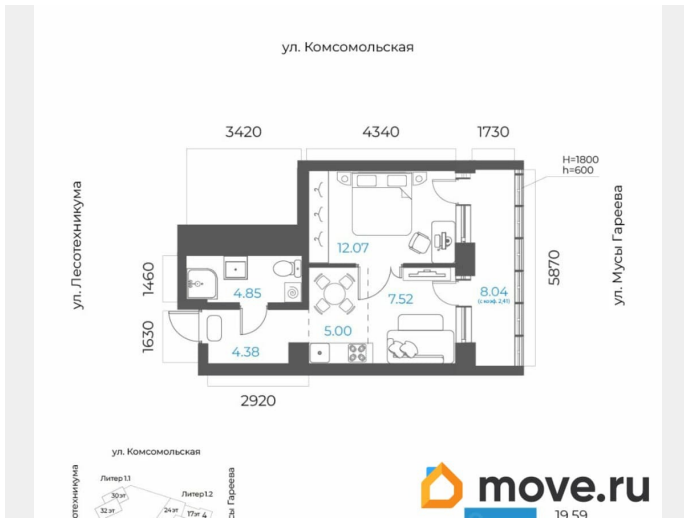 ул. Комсомольская
3420
4340
1730
H=1800
h=600
ул. Лесотехникума
ул. Мусы Гареева
12.07
5870
1460
4.85
7.52
8.04
1630
5.00
4.38
2920
ул. Комсомольская
Литер 1.1
Литер 1.2
30 эт
32 эт
24 эт
17 эт
4
move.ru
19.59